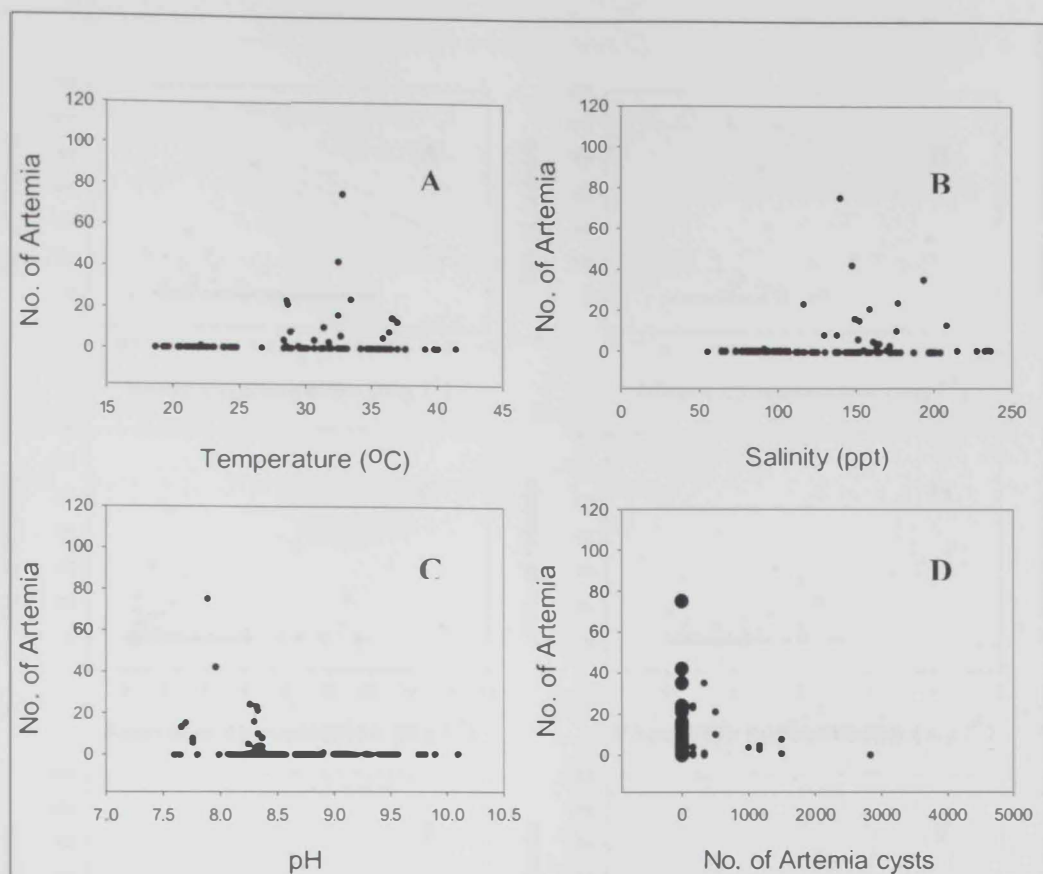 No. of Artemia
120
100
80
60
40
20
0
A
15 20 25 30 35 40 45
Temperature (ºC)
No. of Artemia
120
100
80
60
40
20
0
B
0 50 100 150 200 250
Salinity (ppt)
No. of Artemia
120
100
80
60
40
20
0
C
7.0 7.5 8.0 8.5 9.0 9.5 10.0 10.5
pH
No. of Artemia
120
100
80
60
40
20
0
D
0 1000 2000 3000 4000 5000
No. of Artemia cysts